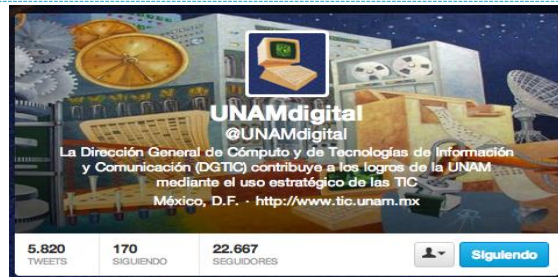 UNAMdigital
@UNAMdigital
La Dirección General de Cómputo y de Tecnologías de Información
y Comunicación (DGTIC) contribuye a los logros de la UNAM
mediante el uso estratégico de las TIC
México, D.F. · http://www.tic.unam.mx
5.820 170 22.667
TWEETS SIGUIENDO SEGUIDORES
Siguiendo